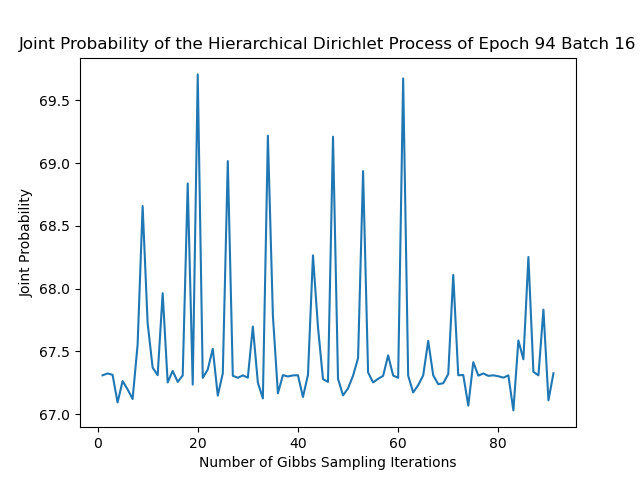 Joint Probability of the Hierarchical Dirichlet Process of Epoch 94 Batch 16
69.5
69.0
68.5
68.0
67.5
67.0
Joint Probability
0 20 40 60 80
Number of Gibbs Sampling Iterations